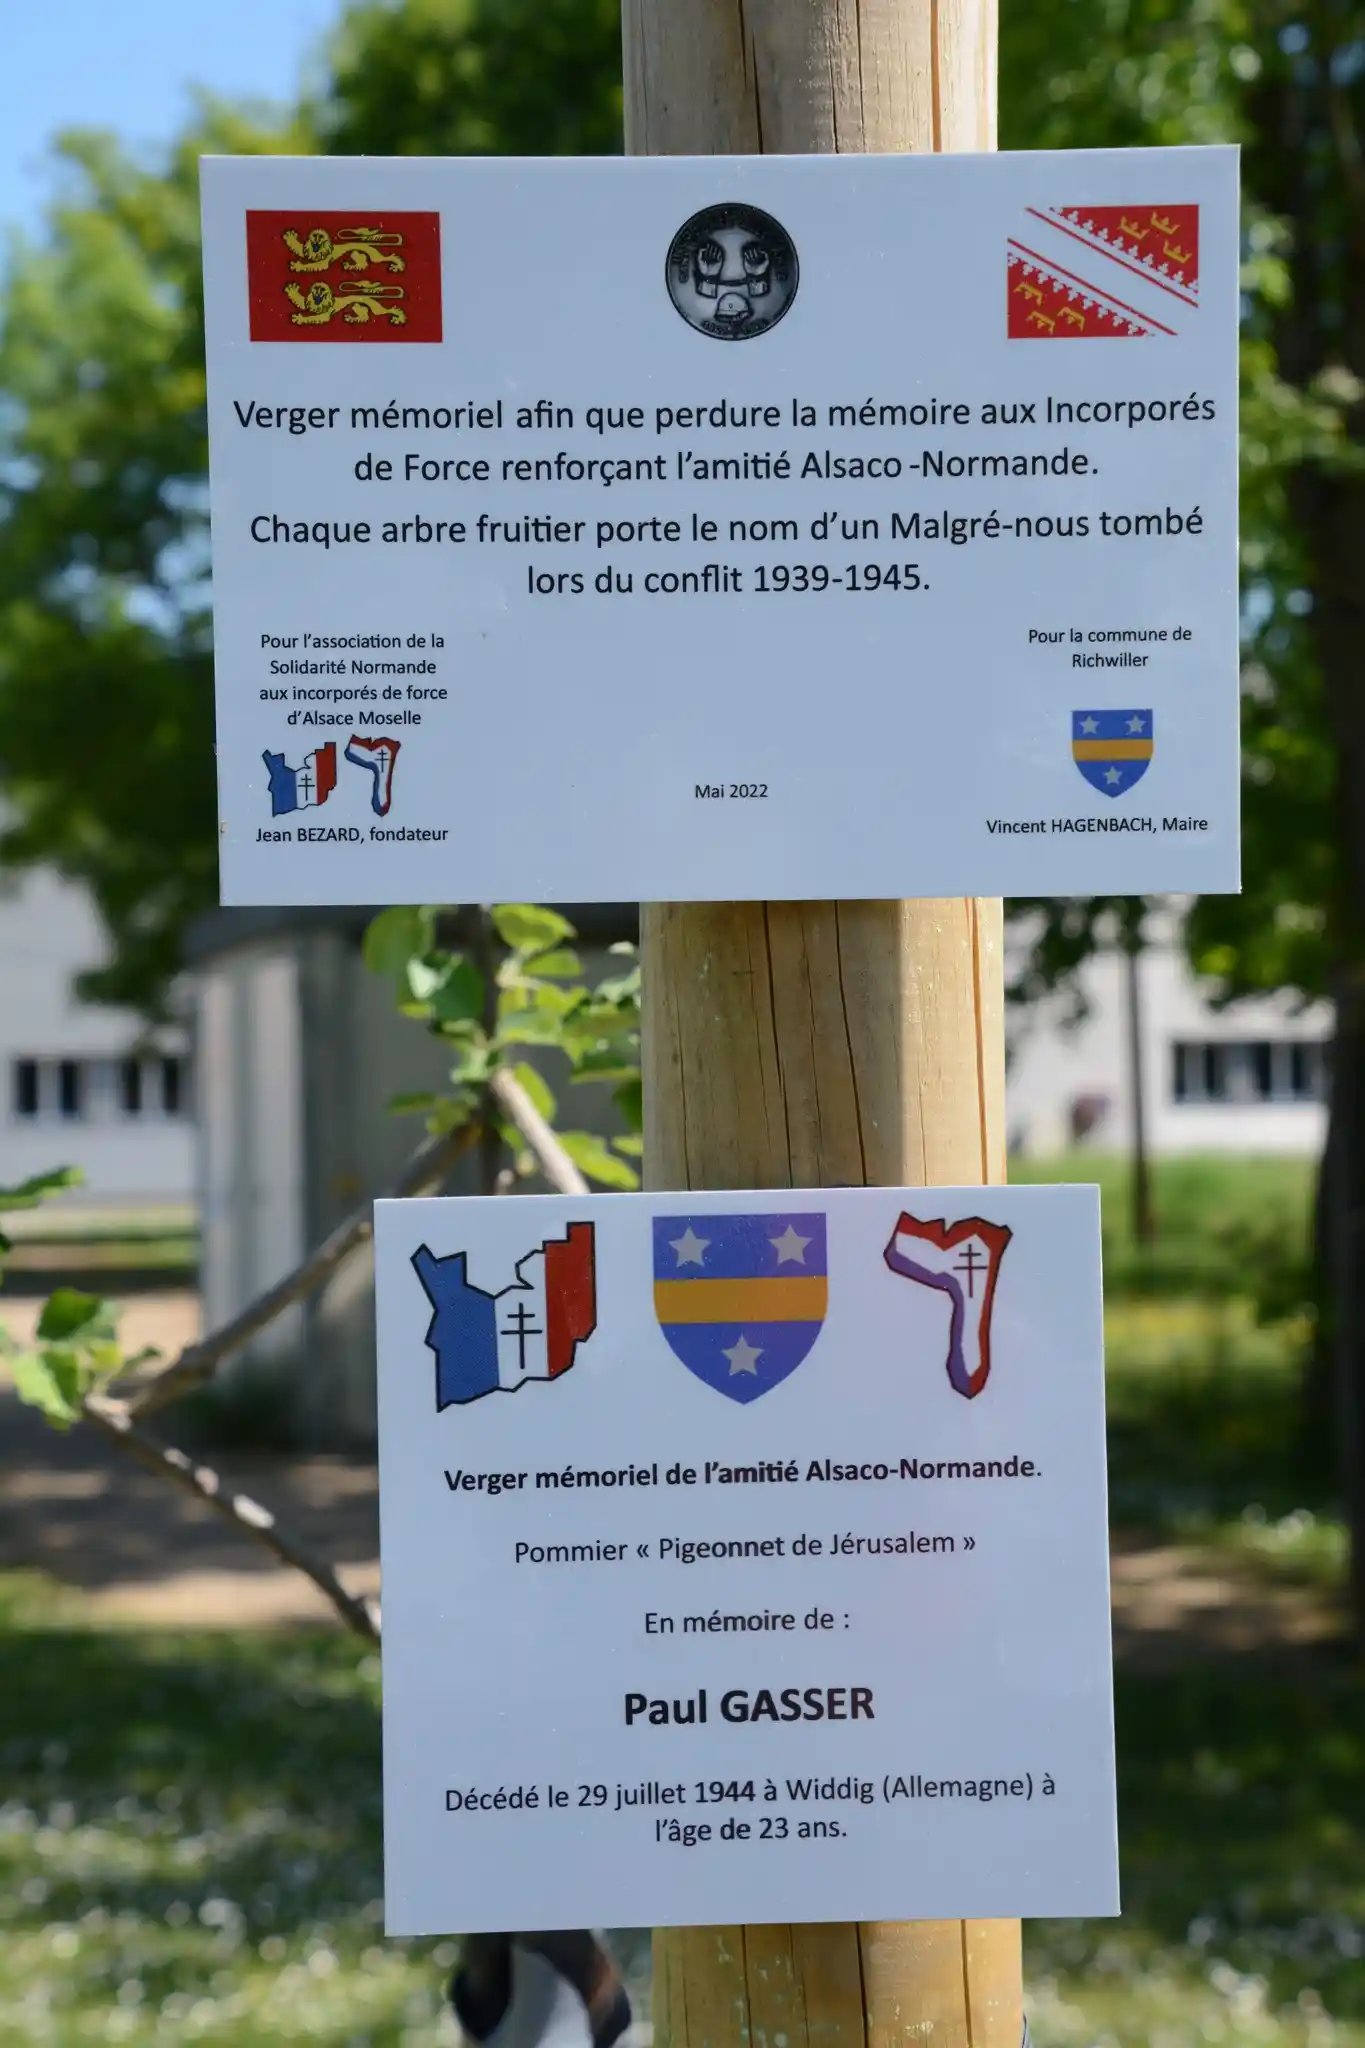 Verger mémoriel afin que perdure la mémoire aux Incorporés
de Force renforçant l'amitié Alsaco -Normande.
Chaque arbre fruitier porte le nom d'un Malgré-nous tombé
lors du conflit 1939-1945.
Pour l'association de la
Solidarité Normande
aux incorporés de force
d'Alsace Moselle
Jean BEZARD, fondateur
Mai 2022
Pour la commune de
Richwiller
Vincent HAGENBACH, Maire
Verger mémoriel de l'amitié Alsaco-Normande.
Pommier « Pigeonnet de Jérusalem »
En mémoire de :
Paul GASSER
Décédé le 29 juillet 1944 à Widdig (Allemagne) à
l'âge de 23 ans.